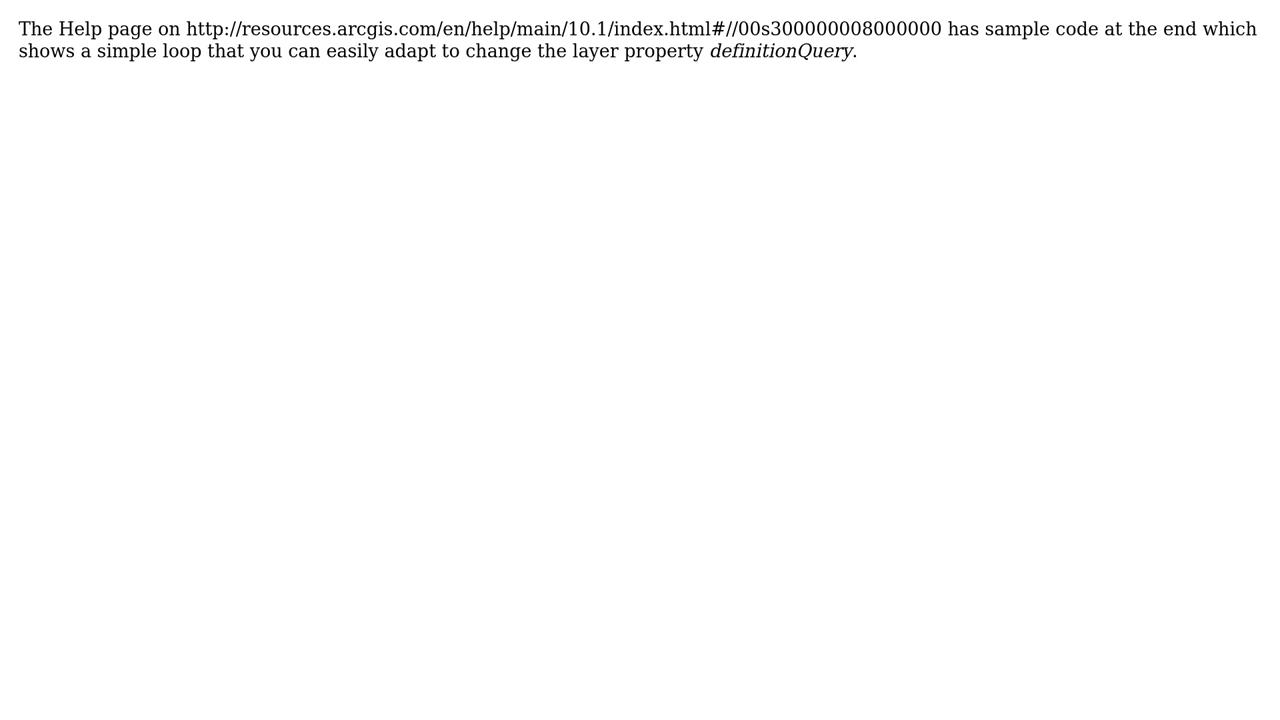 The Help page on http://resources.arcgis.com/en/help/main/10.1/index.html#//00s300000008000000 has sample code at the end which
shows a simple loop that you can easily adapt to change the layer property definitionQuery.